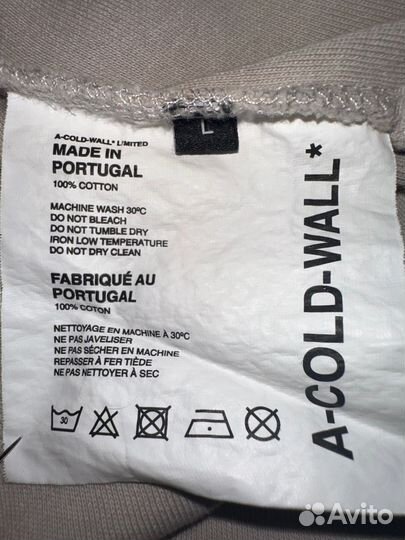 L
A-COLD-WALL* LIMITED
MADE IN
PORTUGAL
100% COTTON
MACHINE WASH 30ºC
DO NOT BLEACH
DO NOT TUMBLE DRY
IRON LOW TEMPERATURE
DO NOT DRY CLEAN
FABRIQUÉ AU
PORTUGAL
100% COTON
NETTOYAGE EN MACHINE À 30ºC
NE PAS JAVELISER
NE PAS SÉCHER EN MACHINE
REPASSER À FER TIÈDE
NE PAS NETTOYER À SEC
30
A-COLD-WALL*
Avito